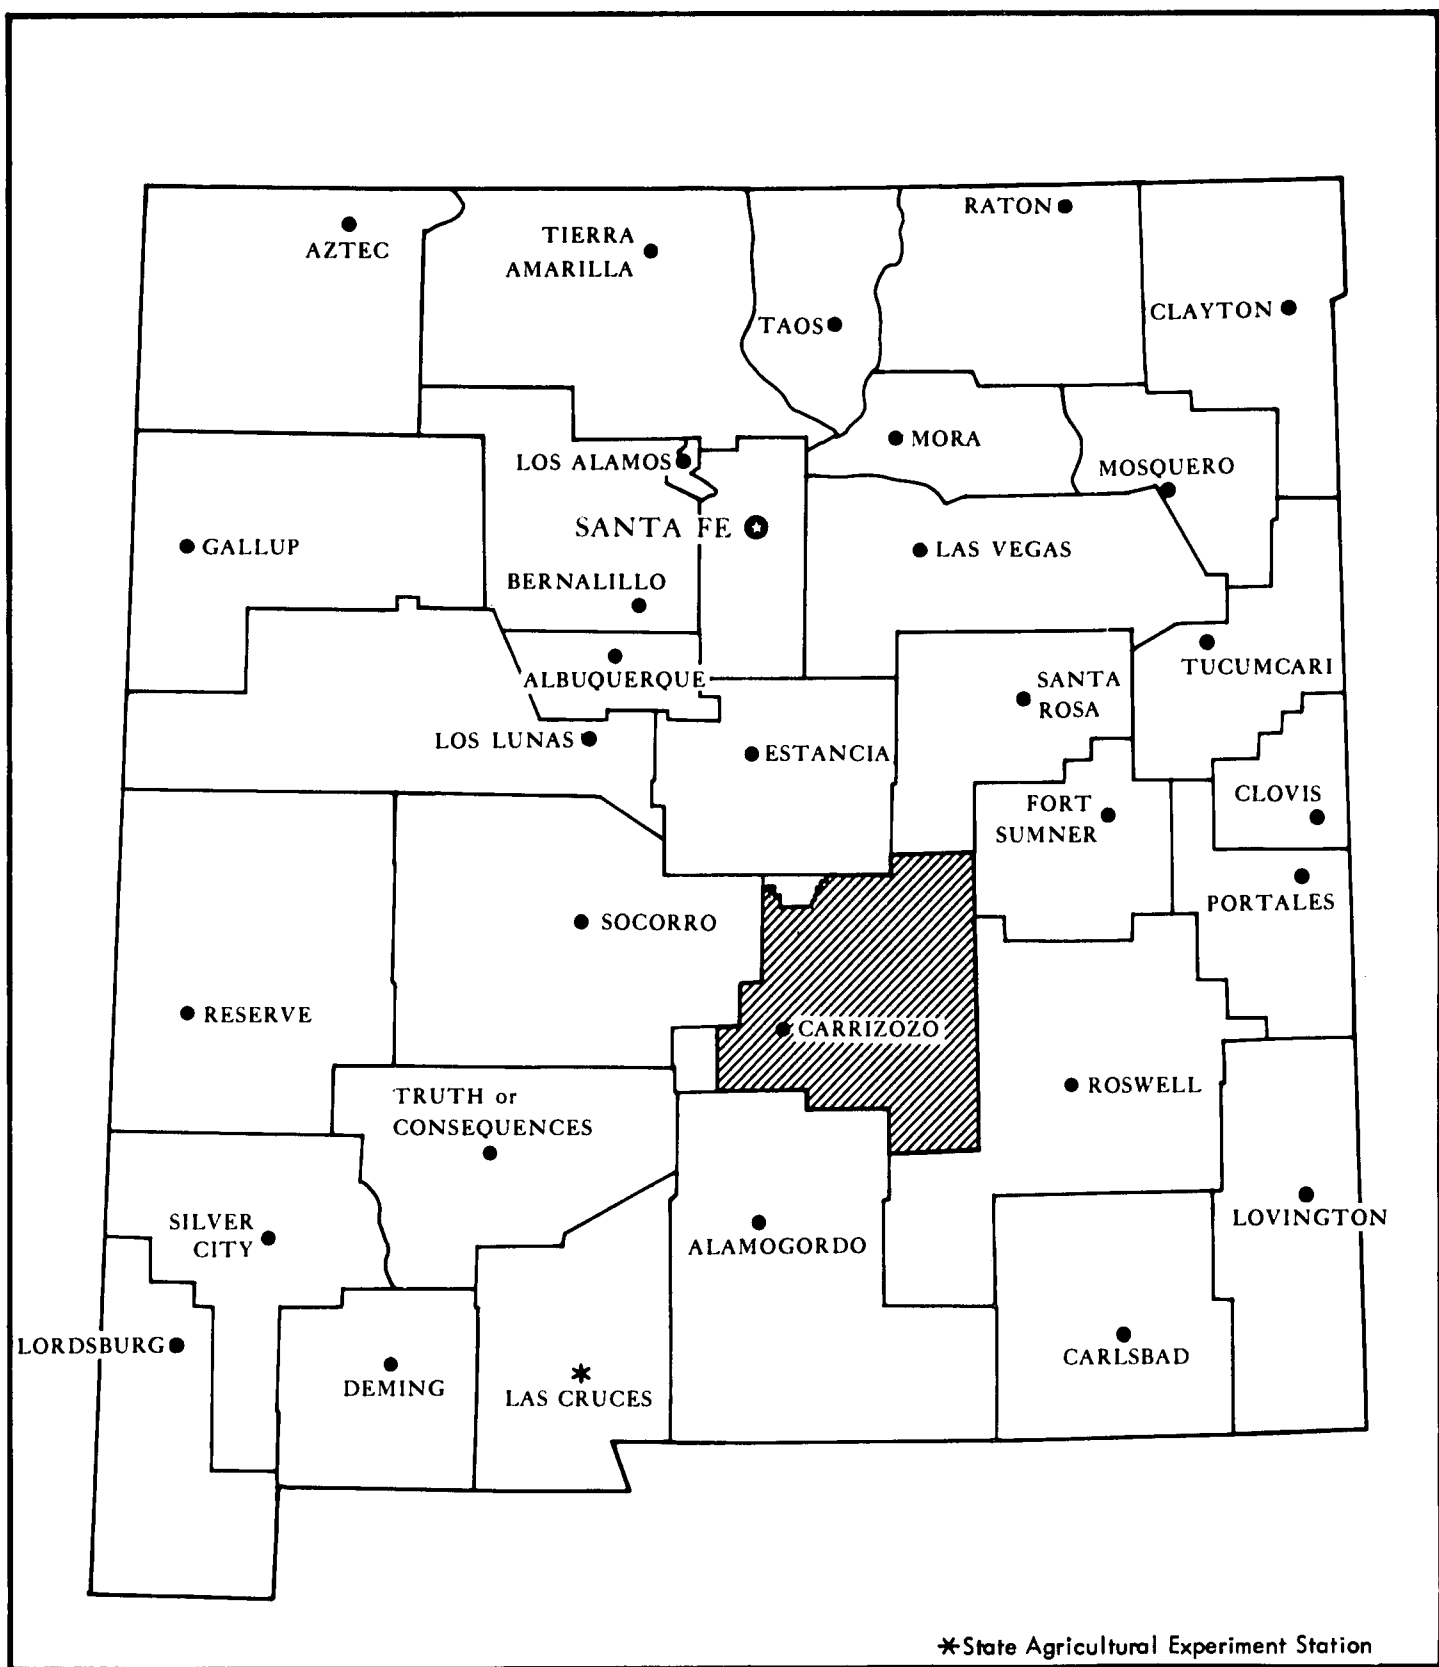 RATON
AZTEC
TIERRA
AMARILLA
CLAYTON
TAOS
MORA
LOS ALAMOS
MOSQUERO
SANTA FE
GALLUP
LAS VEGAS
BERNALILLO
ALBUQUERQUE
TUCUMCARI
SANTA
ROSA
LOS LUNAS
ESTANCIA
CLOVIS
FORT
SUMNER
PORTALES
SOCORRO
RESERVE
CARRIZOZO
ROSWELL
TRUTH or
CONSEQUENCES
SILVER
CITY
LOVINGTON
ALAMOGORDO
LORDSBURG
CARLSBAD
DEMING
LAS CRUCES
*State Agricultural Experiment Station